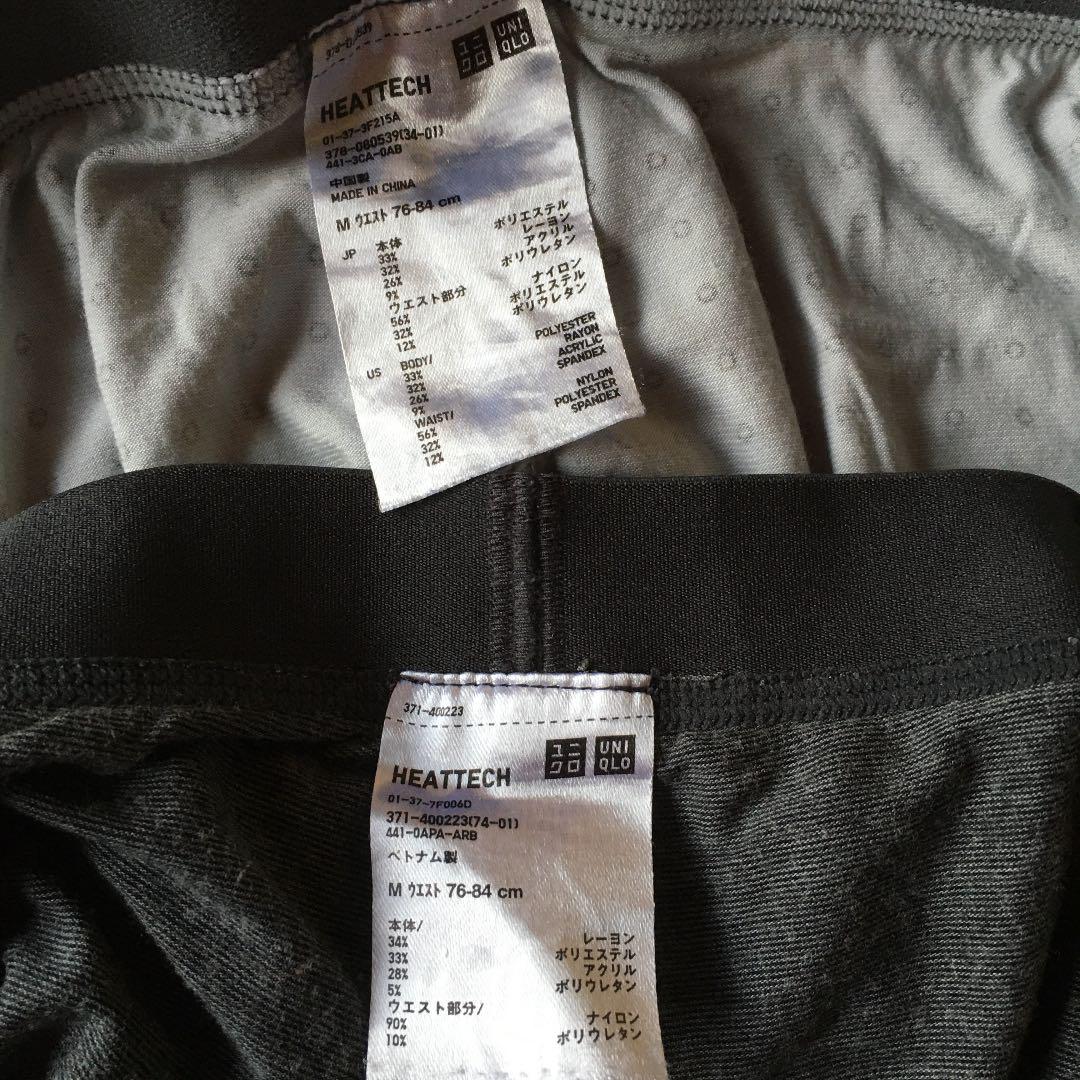 378-080539
ユニ UNI
クロ QLO
HEATTECH
01-37-3F215A
378-080539(34-01)
441-3CA-0AB
中国製
MADE IN CHINA
M ウエスト 76-84 cm
JP 本体
33% ポリエステル
32% レーヨン
26% アクリル
9% ポリウレタン
ウエスト部分
56% ナイロン
32% ポリエステル
12% ポリウレタン
US BODY/
33% POLYESTER
32% RAYON
26% ACRYLIC
9% SPANDEX
WAIST/
56% NYLON
32% POLYESTER
12% SPANDEX
371-400223
ユニ UNI
クロ QLO
HEATTECH
01-37-7F006D
371-400223(74-01)
441-0APA-ARB
ベトナム製
M ウエスト 76-84 cm
本体/
34% レーヨン
33% ポリエステル
28% アクリル
5% ポリウレタン
ウエスト部分/
90% ナイロン
10% ポリウレタン